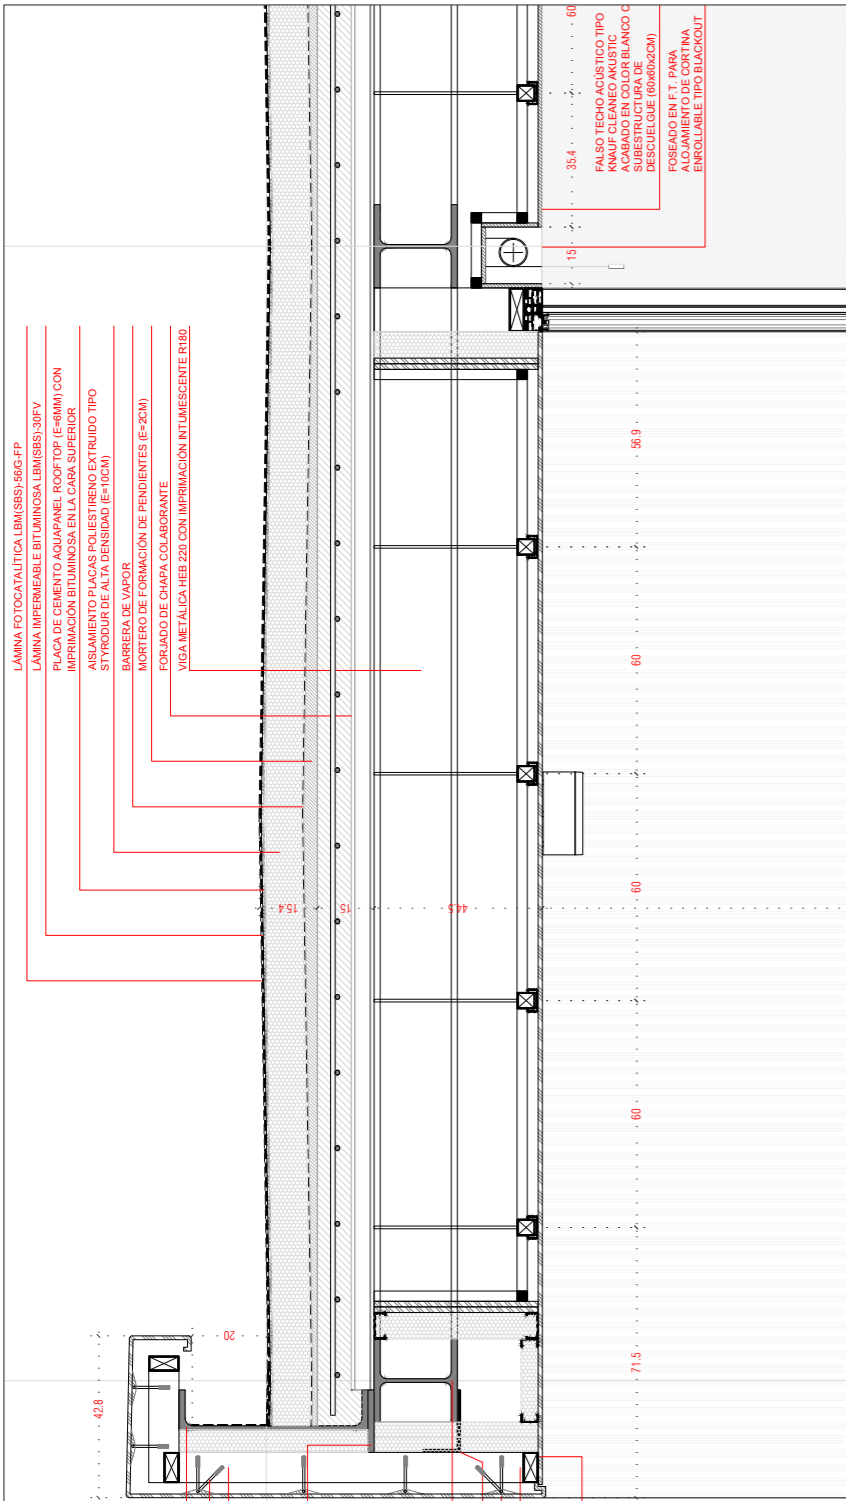 LÁMINA FOTOCATALÍTICA LBM(SBS)-56/G-FP
LÁMINA IMPERMEABLE BITUMINOSA LBM(SBS)-30FV
PLACA DE CEMENTO AQUAPANEL ROOFTOP (E=6MM) CON
IMPRIMACIÓN BITUMINOSA EN LA CARA SUPERIOR
AISLAMIENTO PLACAS POLIESTIRENO EXTRUIDO TIPO
STYRODUR DE ALTA DENSIDAD (E=10CM)
BARRERA DE VAPOR
MORTERO DE FORMACIÓN DE PENDIENTES (E=2CM)
FORJADO DE CHAPA COLABORANTE
VIGA METÁLICA HEB 220 CON IMPRIMACIÓN INTUMESCENTE R180
FALSO TECHO ACÚSTICO TIPO
KNAUF CLEANEO AKUSTIC
ACABADO EN COLOR BLANCO C
SUBESTRUCTURA DE
DESCUELGUE (60x60x2CM)
FOSEADO EN F.T. PARA
ALOJAMIENTO DE CORTINA
ENROLLABLE TIPO BLACKOUT
60
35.4
15
56.9
60
60
60
71.5
15.4
15
44.5
20
42.8